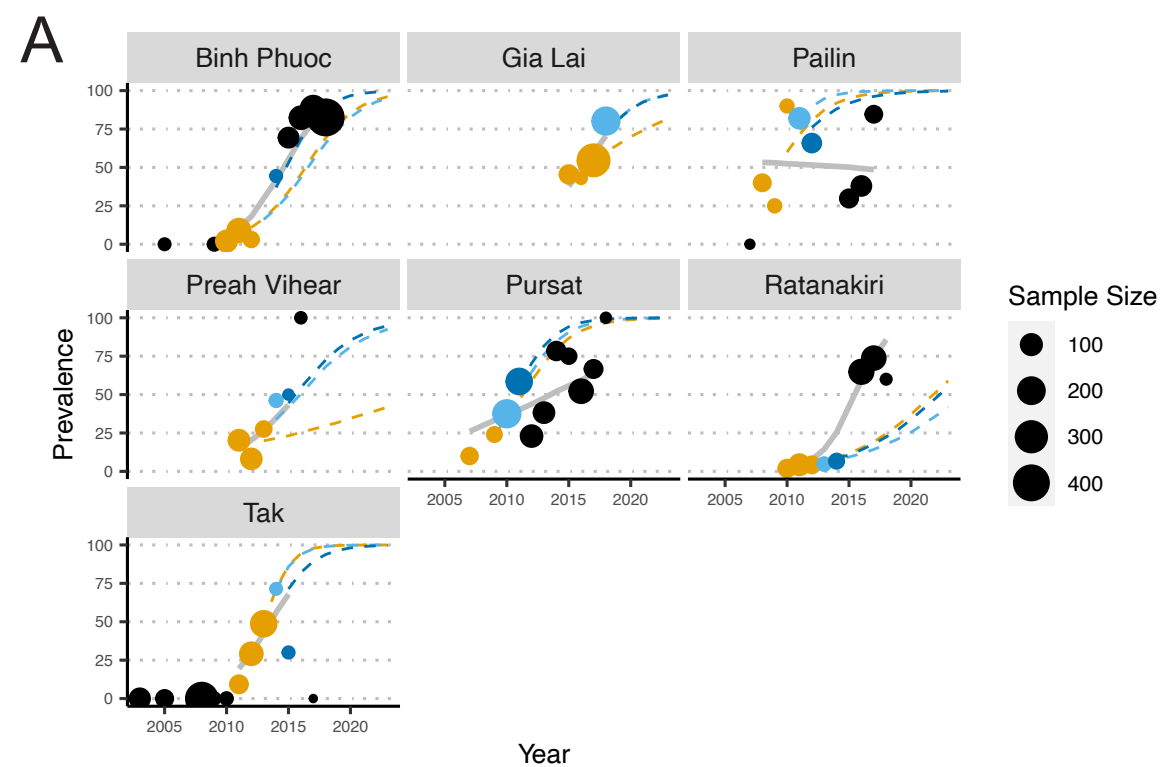 A
Binh Phuoc
Gia Lai
Pailin
100
75
50
25
0
Preah Vihear
Pursat
Ratanakiri
100
75
50
25
0
2005 2010 2015 2020
2005 2010 2015 2020
Tak
100
75
50
25
0
2005 2010 2015 2020
Prevalence
Year
Sample Size
100
200
300
400